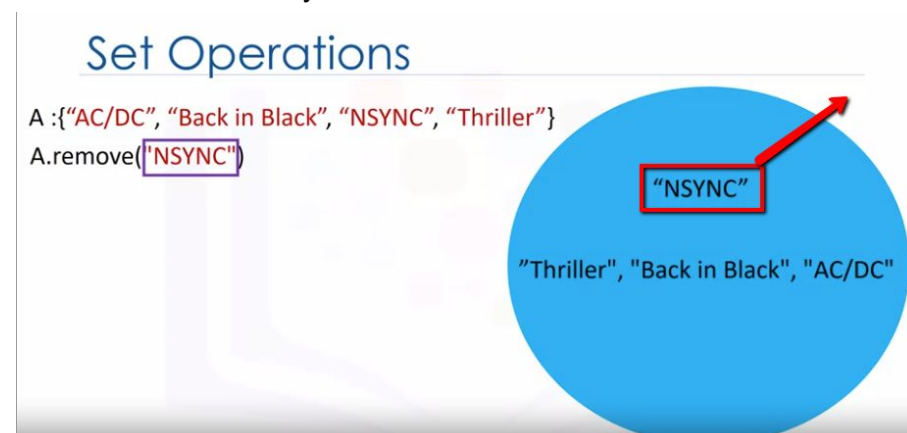 Set Operations
A :{“AC/DC”, “Back in Black”, “NSYNC”, “Thriller”}
A.remove("NSYNC")
“NSYNC”
”Thriller", "Back in Black", "AC/DC"